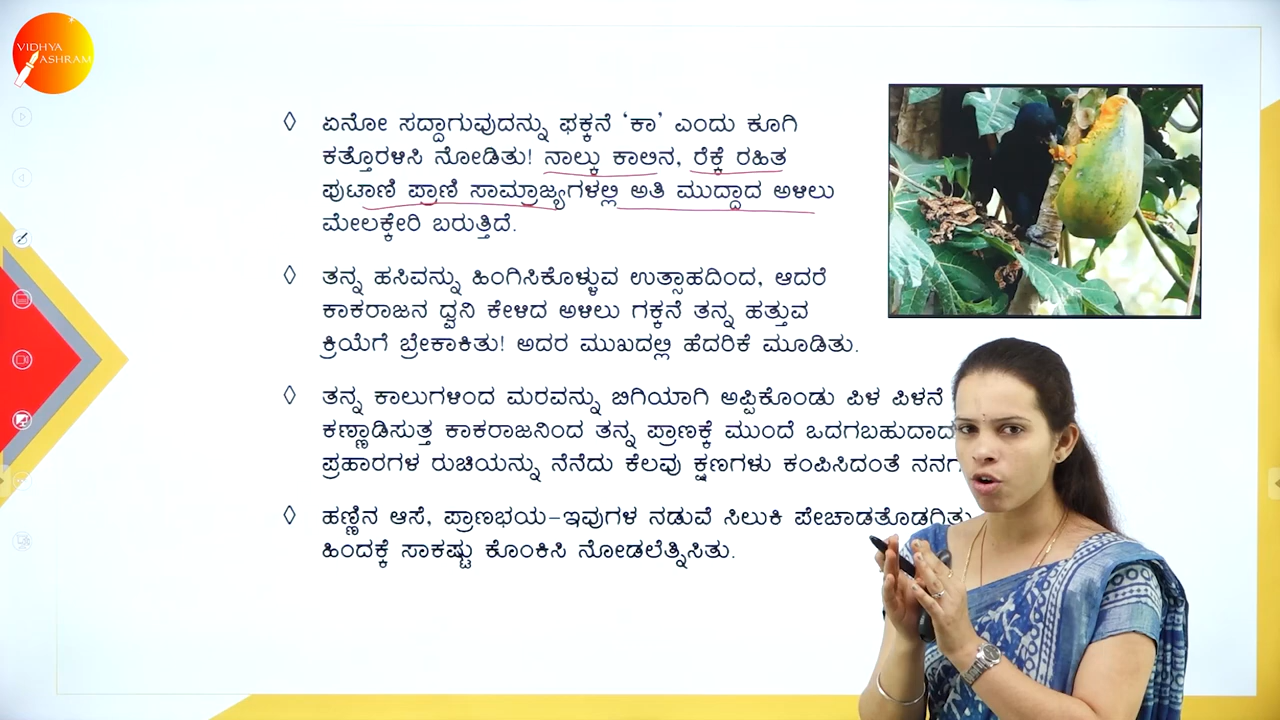 VIDHYA
ASHRAM
◊ ಏನೋ ಸದ್ದಾಗುವುದನ್ನು ಫಕ್ಕನೆ ‘ಕಾ’ ಎಂದು ಕೂಗಿ
ಕತ್ತೊರಳಿಸಿ ನೋಡಿತು! ನಾಲ್ಕು ಕಾಲಿನ, ರೆಕ್ಕೆ ರಹಿತ
ಪುಟಾಣಿ ಪ್ರಾಣಿ ಸಾಮ್ರಾಜ್ಯಗಳಲ್ಲಿ ಅತಿ ಮುದ್ದಾದ ಅಳಿಲು
ಮೇಲಕ್ಕೇರಿ ಬರುತ್ತಿದೆ.
◊ ತನ್ನ ಹಸಿವನ್ನು ಹಿಂಗಿಸಿಕೊಳ್ಳುವ ಉತ್ಸಾಹದಿಂದ, ಆದರೆ
ಕಾಕರಾಜನ ಧ್ವನಿ ಕೇಳಿದ ಅಳಿಲು ಗಕ್ಕನೆ ತನ್ನ ಹತ್ತುವ
ಕ್ರಿಯೆಗೆ ಬ್ರೇಕಾಕಿತು! ಅದರ ಮುಖದಲ್ಲಿ ಹೆದರಿಕೆ ಮೂಡಿತು.
◊ ತನ್ನ ಕಾಲುಗಳಿಂದ ಮರವನ್ನು ಬಿಗಿಯಾಗಿ ಅಪ್ಪಿಕೊಂಡು ಪಿಳ ಪಿಳನೆ
ಕಣ್ಣಾಡಿಸುತ್ತ ಕಾಕರಾಜನಿಂದ ತನ್ನ ಪ್ರಾಣಕ್ಕೆ ಮುಂದೆ ಒದಗಬಹುದಾದ
ಪ್ರಹಾರಗಳ ರುಚಿಯನ್ನು ನೆನೆದು ಕೆಲವು ಕ್ಷಣಗಳು ಕಂಪಿಸಿದಂತೆ
◊ ಹಣ್ಣಿನ ಆಸೆ, ಪ್ರಾಣಭಯ–ಇವುಗಳ ನಡುವೆ ಸಿಲುಕಿ ಪೇಚಾಡತೊಡಗಿತು
ಹಿಂದಕ್ಕೆ ಸಾಕಷ್ಟು ಕೊಂಕಿಸಿ ನೋಡಲೆತ್ನಿಸಿತು.